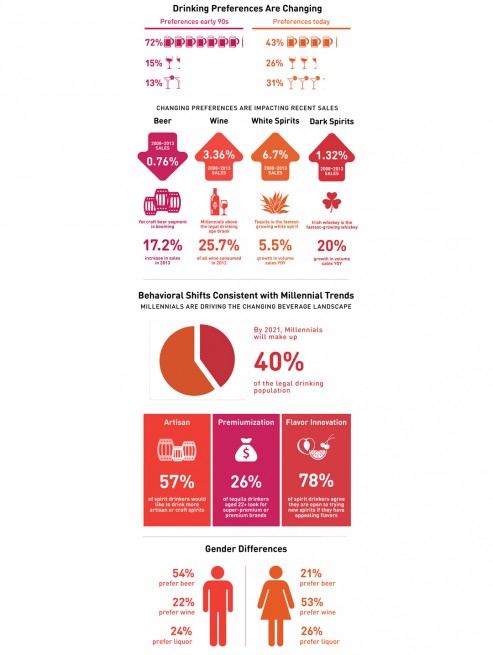 Drinking Preferences Are Changing
Preferences early 90s
Preferences today
72%
15%
13%
43%
26%
31%
CHANGING PREFERENCES ARE IMPACTING RECENT SALES
Beer
2008-2013
SALES
0.76%
Yet craft beer segment
is booming
17.2%
increase in sales
in 2013
Wine
3.36%
2008-2013
SALES
Millennials above
the legal drinking
age drank
25.7%
of all wine consumed
in 2012
White Spirits
6.7%
2008-2013
SALES
Tequila is the fastest-
growing white spirit
5.5%
growth in volume
sales YOY
Dark Spirits
1.32%
2008-2013
SALES
Irish whiskey is the
fastest-growing whiskey
20%
growth in volume
sales YOY
Behavioral Shifts Consistent with Millennial Trends
MILLENNIALS ARE DRIVING THE CHANGING BEVERAGE LANDSCAPE
By 2021, Millennials
will make up
40%
of the legal drinking
population
Artisan
57%
of spirit drinkers would
like to drink more
artisan or craft spirits
Premiumization
$
26%
of tequila drinkers
aged 22+ look for
super-premium or
premium brands
Flavor Innovation
78%
of spirit drinkers agree
they are open to trying
new spirits if they have
appealing flavors
Gender Differences
54%
prefer beer
22%
prefer wine
24%
prefer liquor
21%
prefer beer
53%
prefer wine
26%
prefer liquor